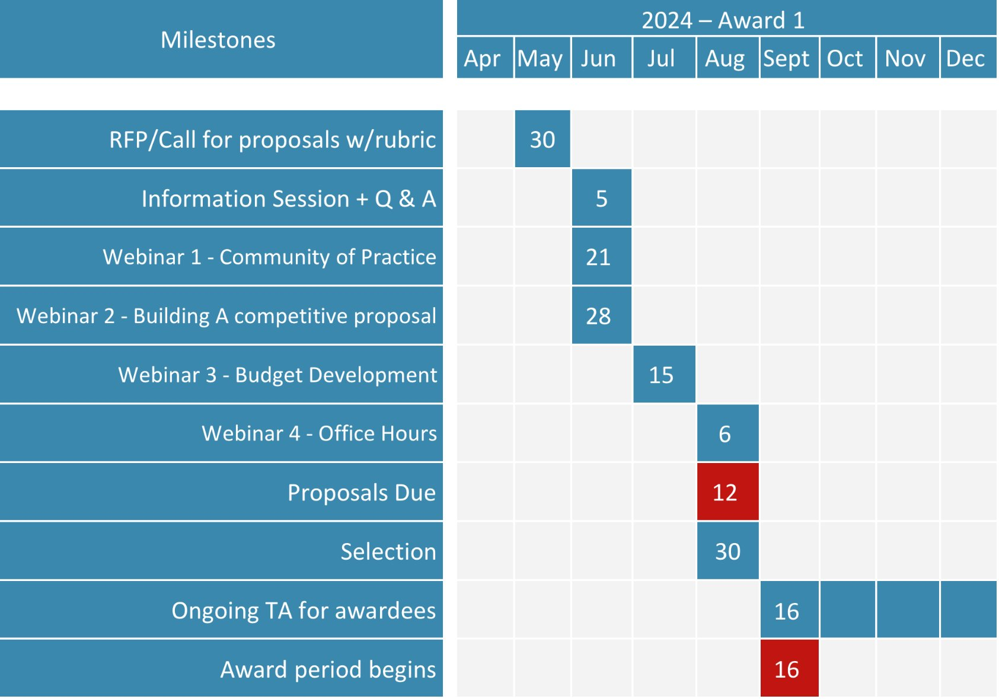 Milestones
2024 – Award 1
Apr May Jun Jul Aug Sept Oct Nov Dec
RFP/Call for proposals w/rubric 30
Information Session + Q & A 5
Webinar 1 - Community of Practice 21
Webinar 2 - Building A competitive proposal 28
Webinar 3 - Budget Development 15
Webinar 4 - Office Hours 6
Proposals Due 12
Selection 30
Ongoing TA for awardees 16
Award period begins 16